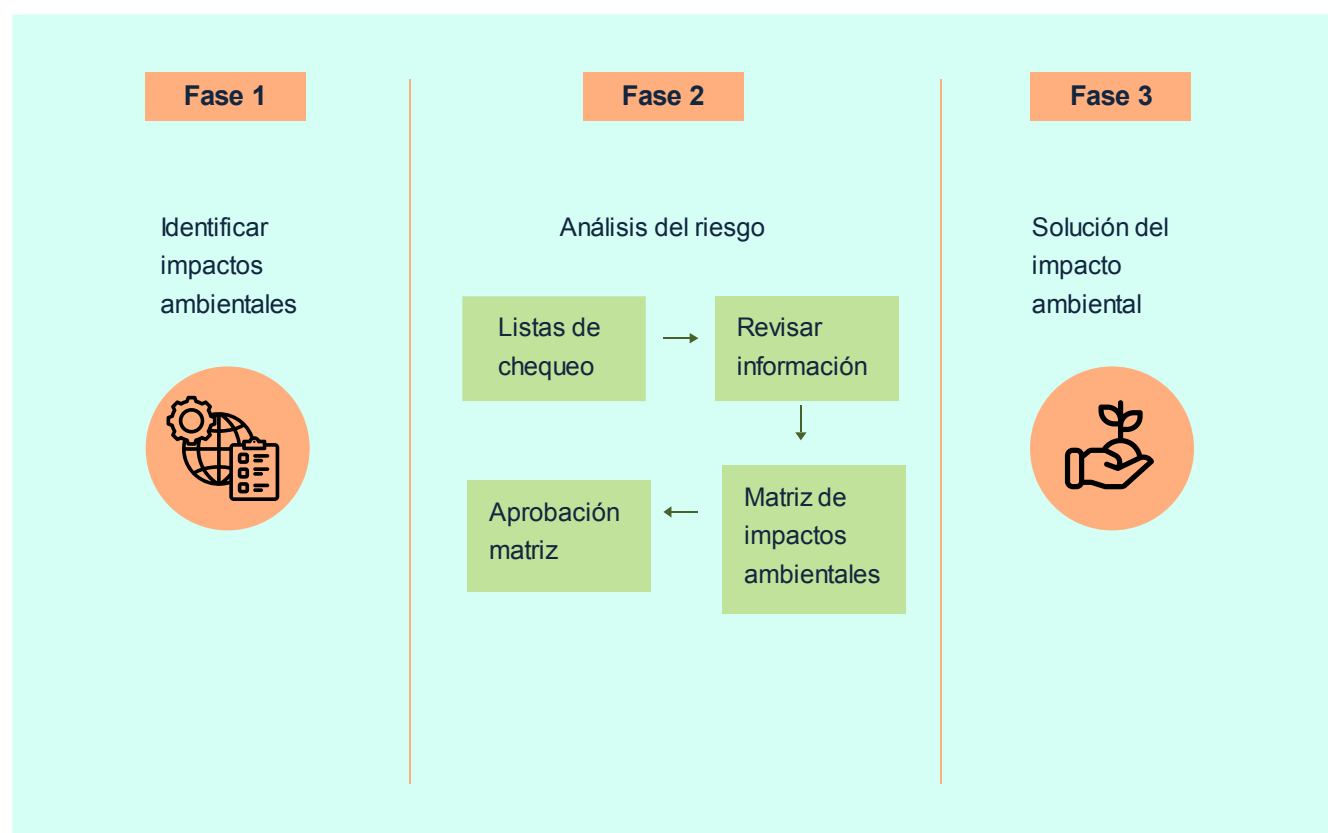 Fase 1
Identificar
impactos
ambientales
Fase 2
Análisis del riesgo
Listas de
chequeo
Revisar
información
Matriz de
impactos
ambientales
Aprobación
matriz
Fase 3
Solución del
impacto
ambiental